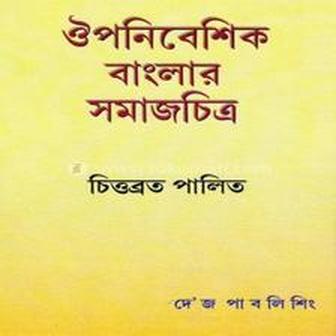 ঔপনিবেশিক
বাংলার
সমাজচিত্র
চিত্তব্রত পালিত
দে'জ পাবলিশিং